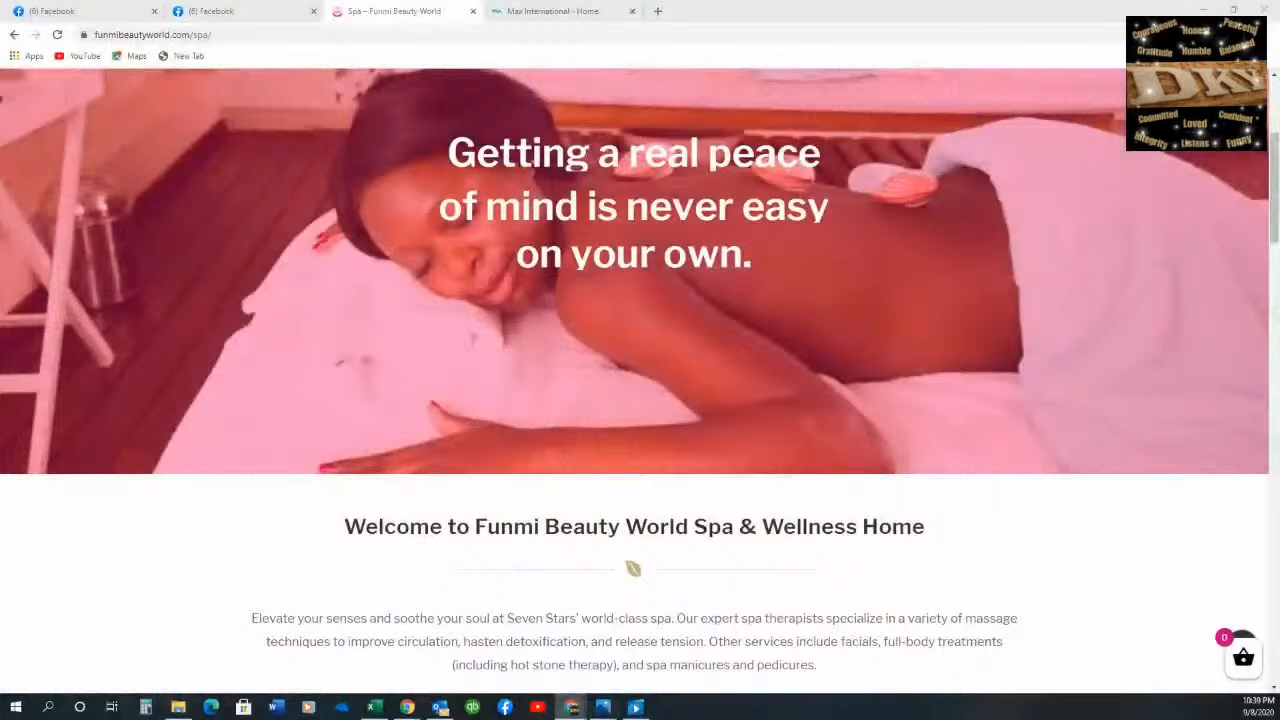 (6) Facebook
(6) Facebook
Spa – Funmi Beauty World
Max International - Home
funmibeautyworld.com/spa/
Apps
YouTube
Maps
New Tab
Courageous
Honest
Peaceful
Gratitude
Humble
Balanced
DKY
Committed
Loved
Confident
Integrity
Listens
Funny
Getting a real peace
of mind is never easy
on your own.
Welcome to Funmi Beauty World Spa & Wellness Home
Elevate your senses and soothe your soul at Seven Stars' world-class spa. Our expert spa therapists specialize in a variety of massage
techniques to improve circulation, hasten detoxification, and release tension. Other services include facials, full-body treatments
(including hot stone therapy), and spa manicures and pedicures.
0
10:39 PM
9/8/2020